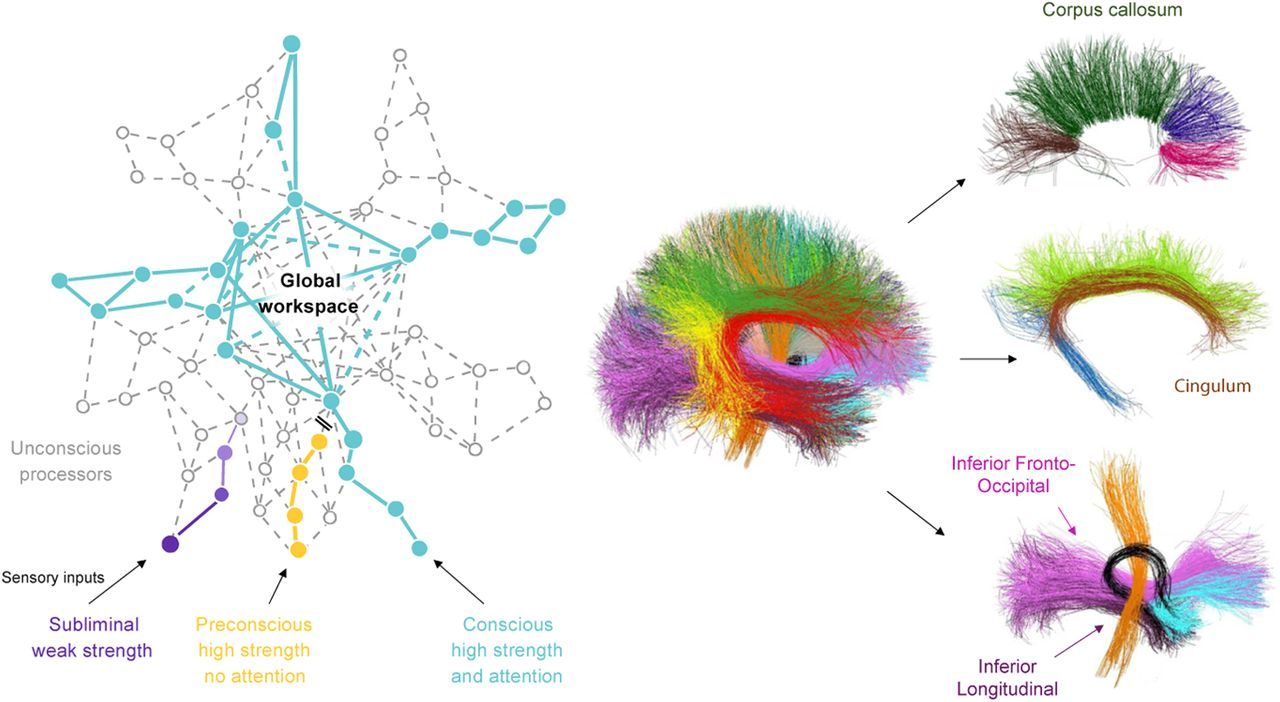 Global
workspace
Unconscious
processors
Sensory inputs
Subliminal
weak strength
Preconscious
high strength
no attention
Conscious
high strength
and attention
Corpus callosum
Cingulum
Inferior Fronto-
Occipital
Inferior
Longitudinal